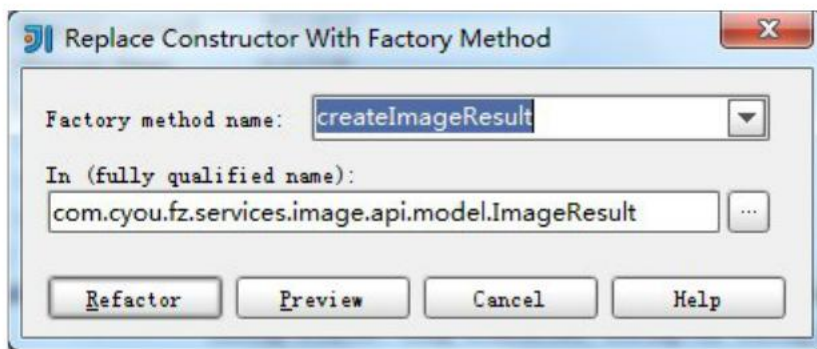 Replace Constructor With Factory Method
Factory method name: createImageResult
In (fully qualified name):
com.cyou.fz.services.image.api.model.ImageResult ...
Refactor Preview Cancel Help